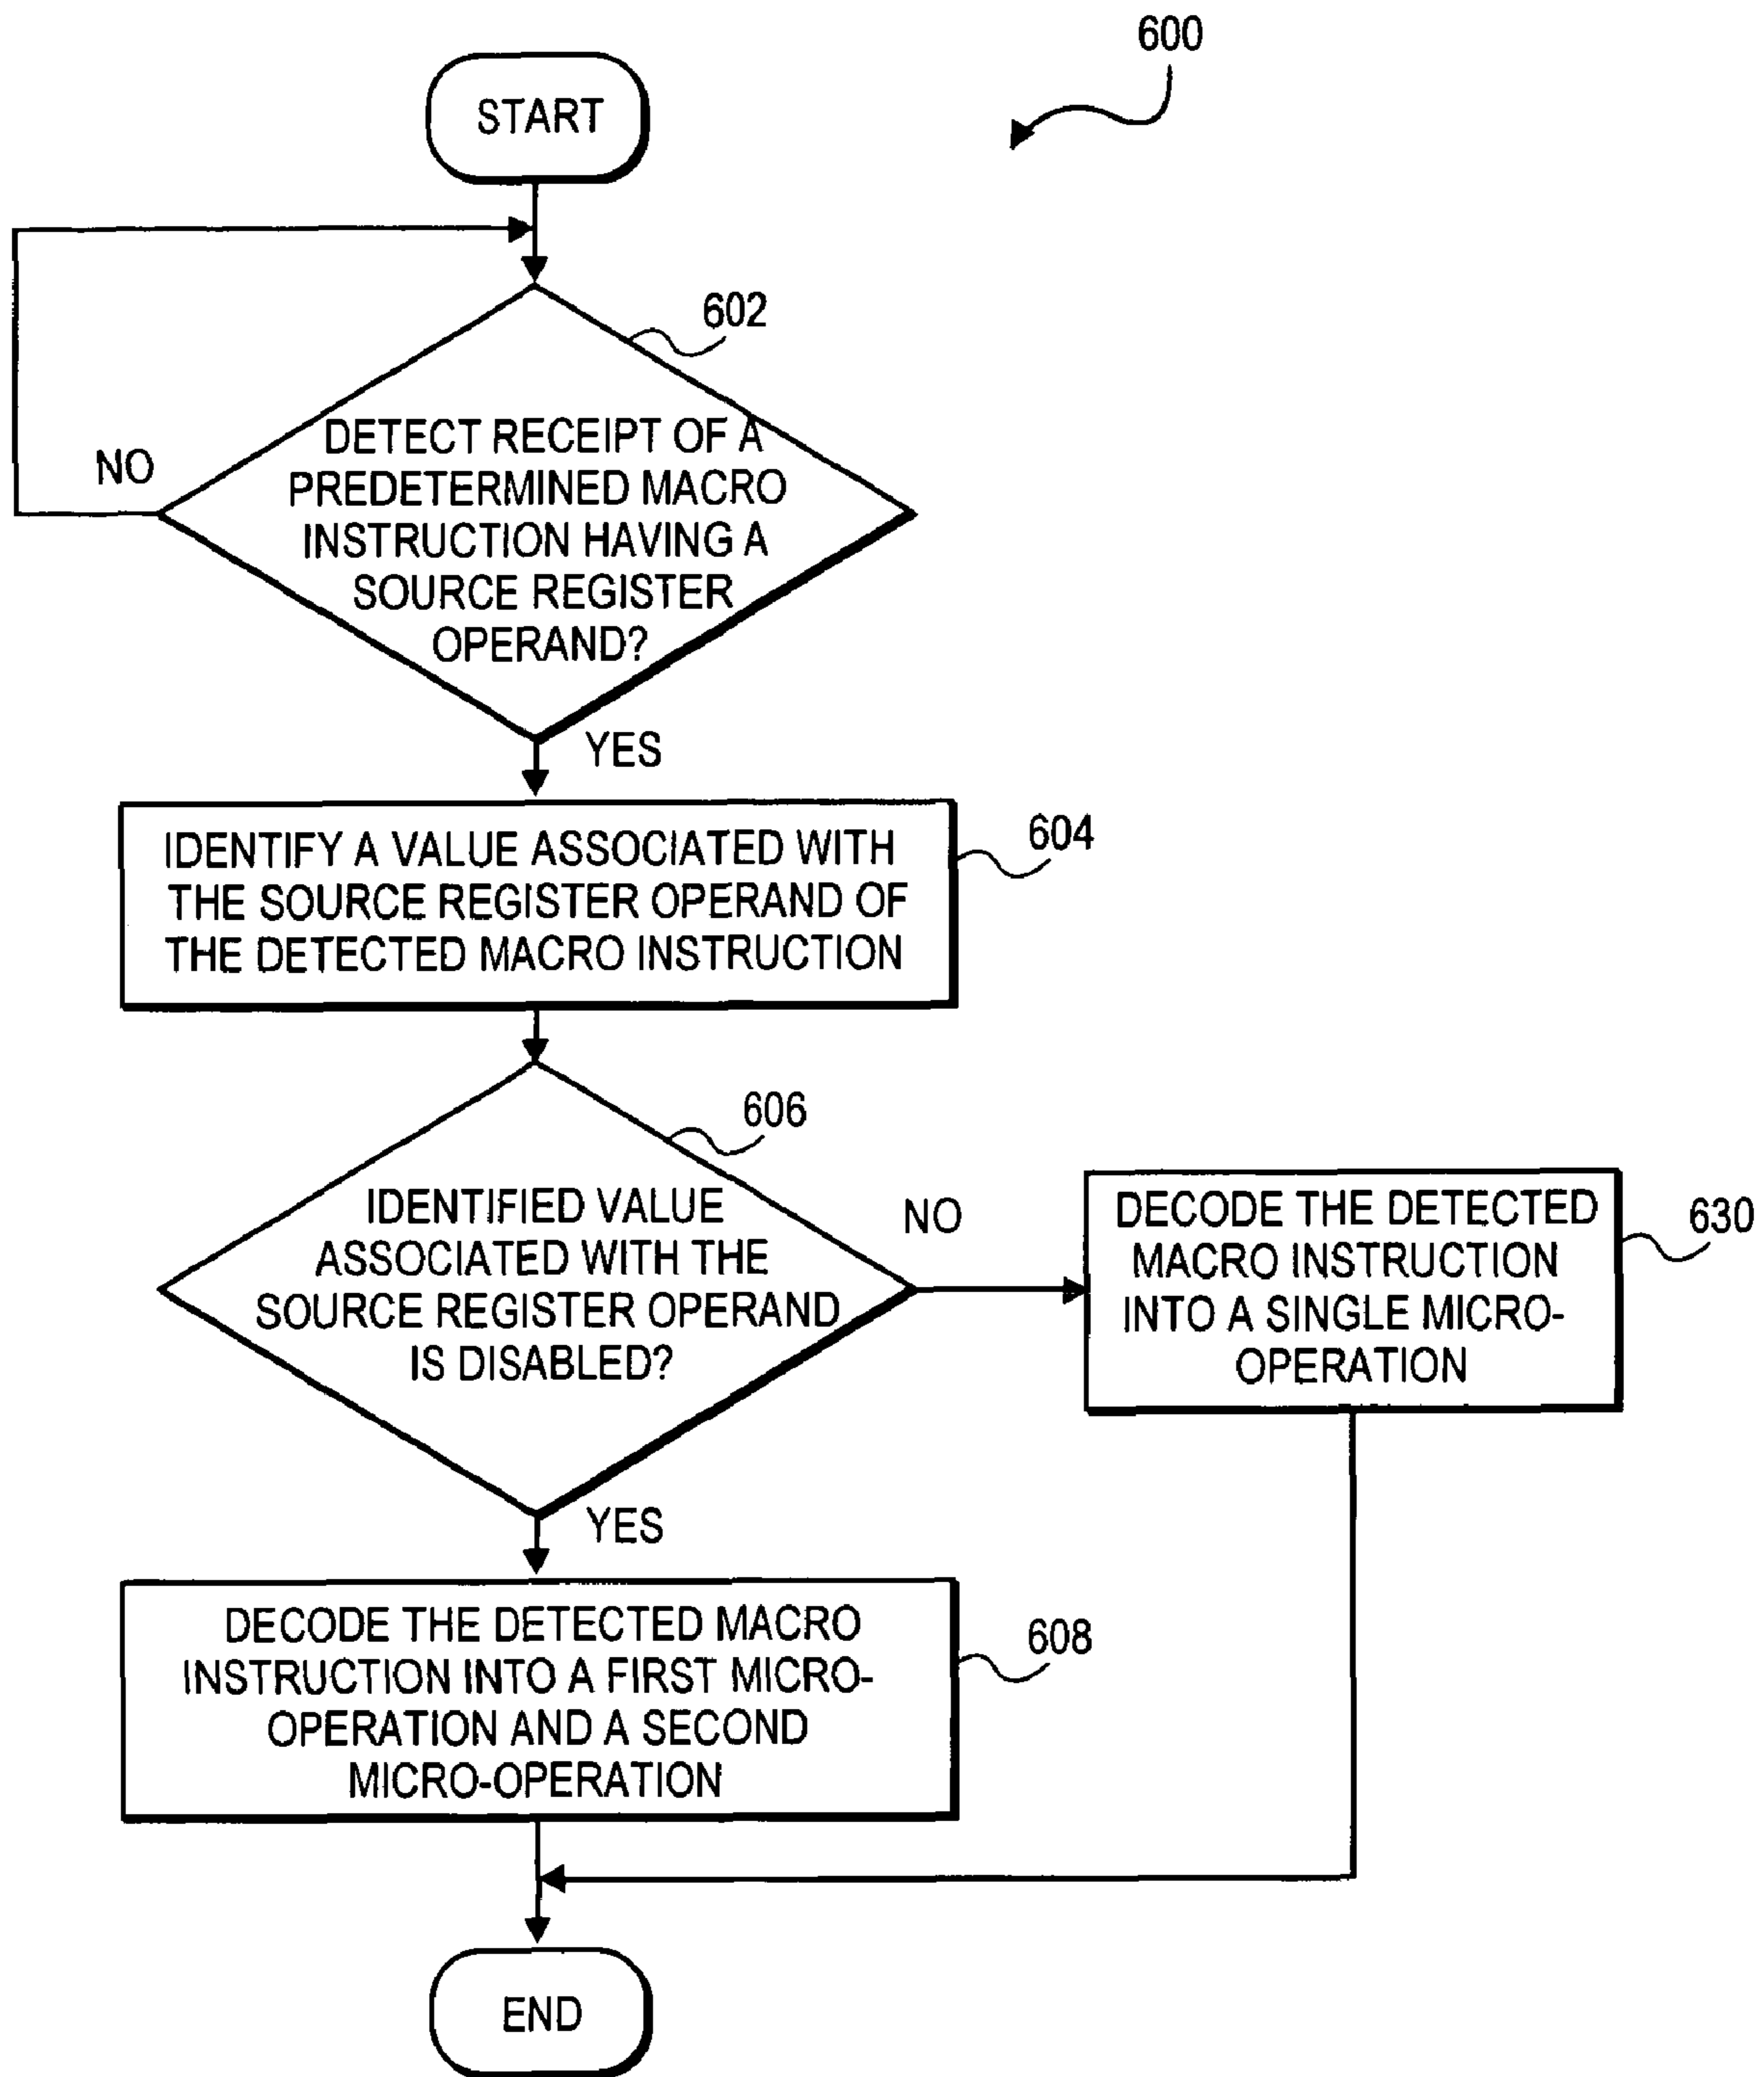 600
START
602
DETECT RECEIPT OF A
PREDETERMINED MACRO
INSTRUCTION HAVING A
SOURCE REGISTER
OPERAND?
NO
YES
604
IDENTIFY A VALUE ASSOCIATED WITH
THE SOURCE REGISTER OPERAND OF
THE DETECTED MACRO INSTRUCTION
606
IDENTIFIED VALUE
ASSOCIATED WITH THE
SOURCE REGISTER OPERAND
IS DISABLED?
NO
630
DECODE THE DETECTED
MACRO INSTRUCTION
INTO A SINGLE MICRO-
OPERATION
YES
608
DECODE THE DETECTED MACRO
INSTRUCTION INTO A FIRST MICRO-
OPERATION AND A SECOND
MICRO-OPERATION
END